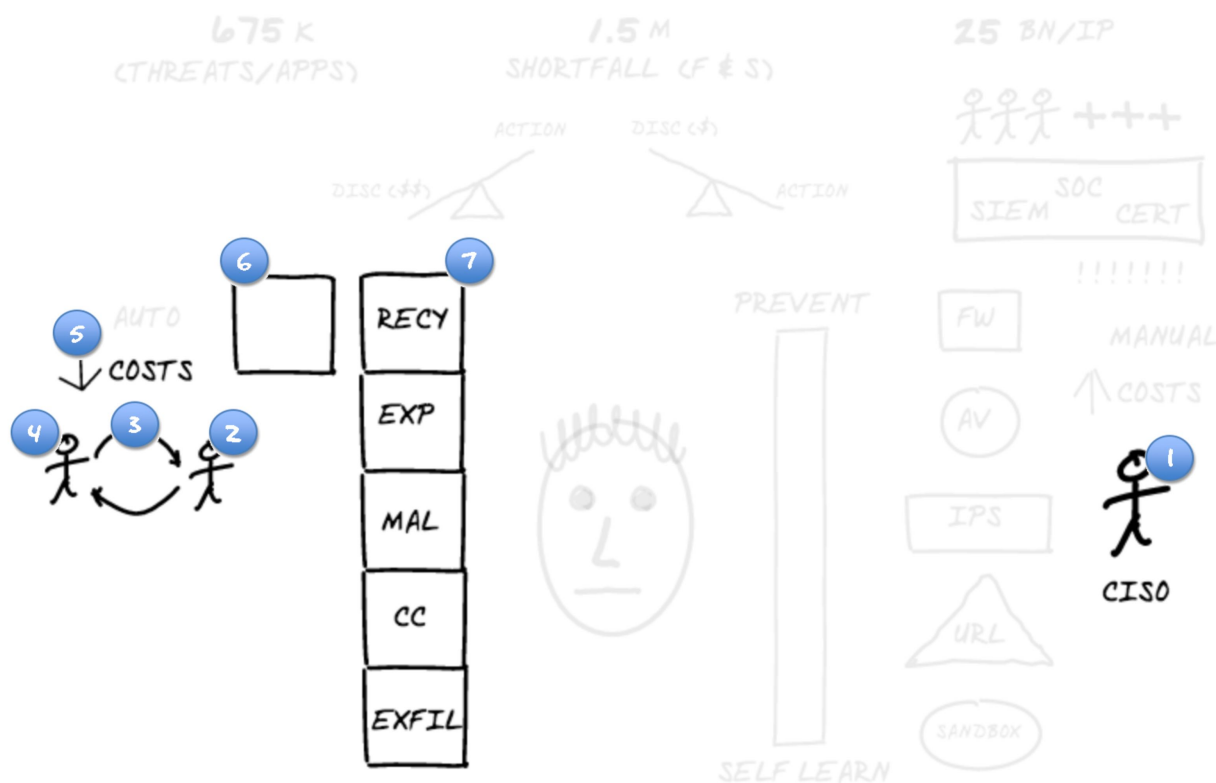 675 K
(THREATS/APPS)
1.5 M
SHORTFALL (F & S)
25 BN/IP
ACTION
DISC ($$)
DISC ($)
ACTION
SOC
SIEM
CERT
!!!!!!!
6
7
5
AUTO
COSTS
4
3
2
RECY
EXP
MAL
CC
EXFIL
PREVENT
SELF LEARN
FW
AV
IPS
URL
SANDBOX
MANUAL
COSTS
1
CISO